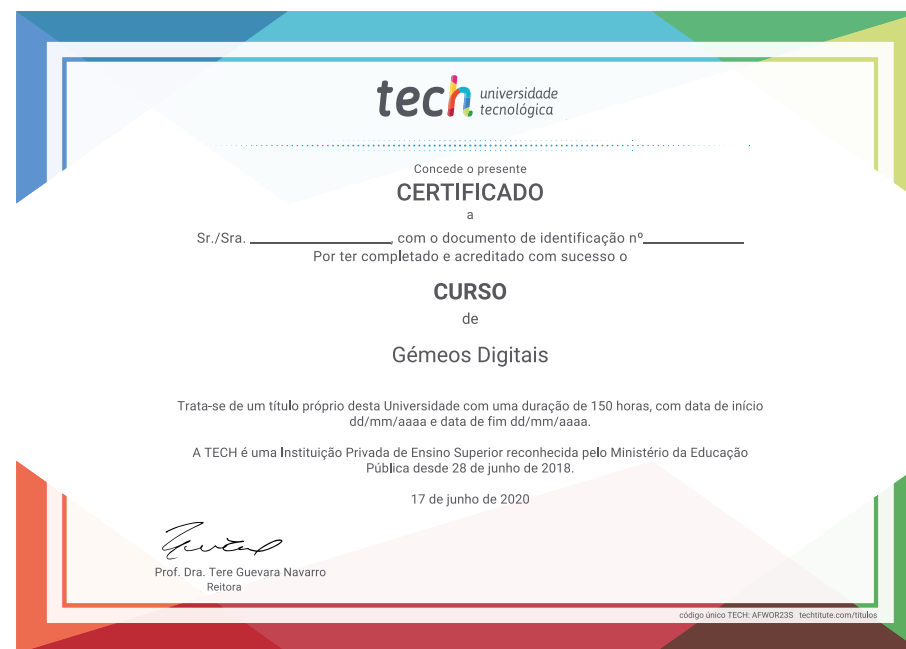 tech universidade
tecnológica
Concede o presente
CERTIFICADO
a
Sr./Sra. ____________________, com o documento de identificação nº______________
Por ter completado e acreditado com sucesso o
CURSO
de
Gémeos Digitais
Trata-se de um título próprio desta Universidade com uma duração de 150 horas, com data de início
dd/mm/aaaa e data de fim dd/mm/aaaa.
A TECH é uma Instituição Privada de Ensino Superior reconhecida pelo Ministério da Educação
Pública desde 28 de junho de 2018.
17 de junho de 2020
Prof. Dra. Tere Guevara Navarro
Reitora
código único TECH: AFWOR23S techtitute.com/titulos